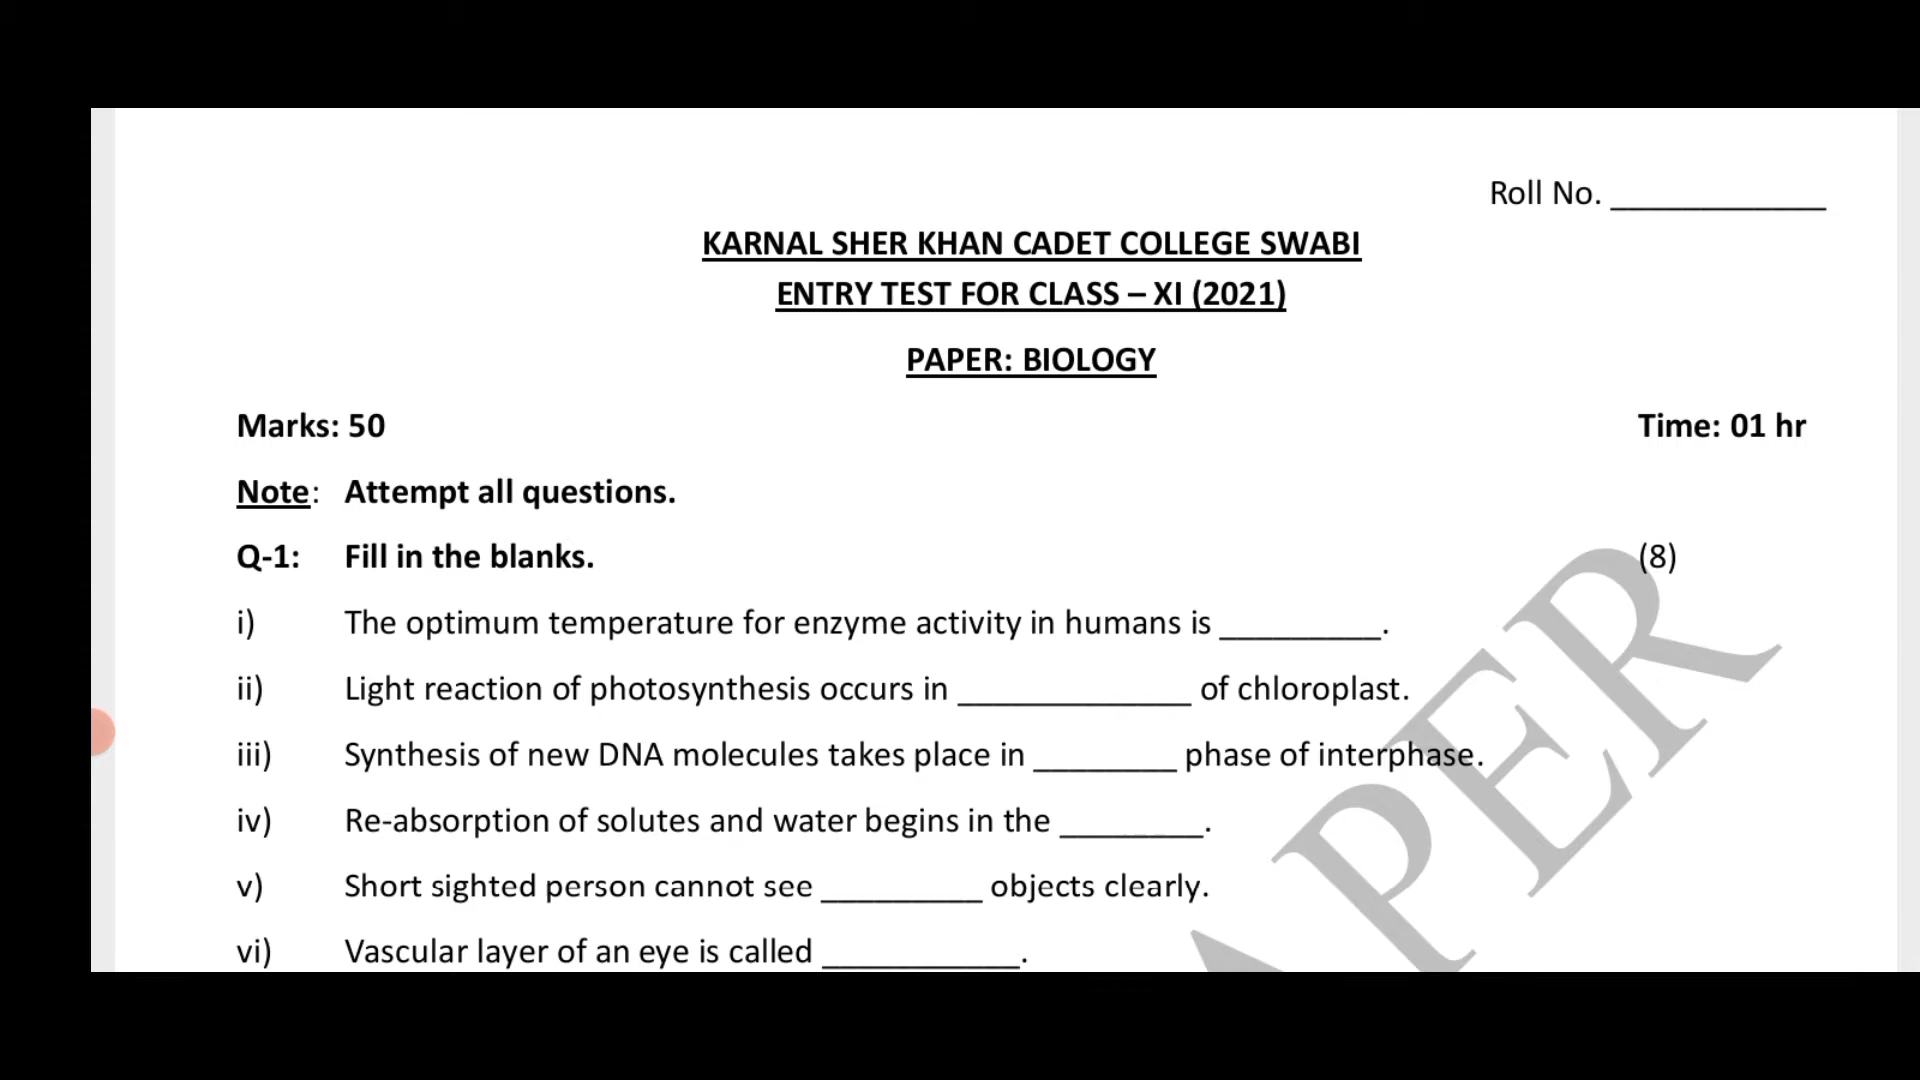 Roll No. ____________
KARNAL SHER KHAN CADET COLLEGE SWABI
ENTRY TEST FOR CLASS – XI (2021)
PAPER: BIOLOGY
Marks: 50 Time: 01 hr
Note: Attempt all questions.
Q-1: Fill in the blanks. (8)
i) The optimum temperature for enzyme activity in humans is _________.
ii) Light reaction of photosynthesis occurs in _____________ of chloroplast.
iii) Synthesis of new DNA molecules takes place in ________ phase of interphase.
iv) Re-absorption of solutes and water begins in the ________.
v) Short sighted person cannot see _________ objects clearly.
vi) Vascular layer of an eye is called ___________.
APER